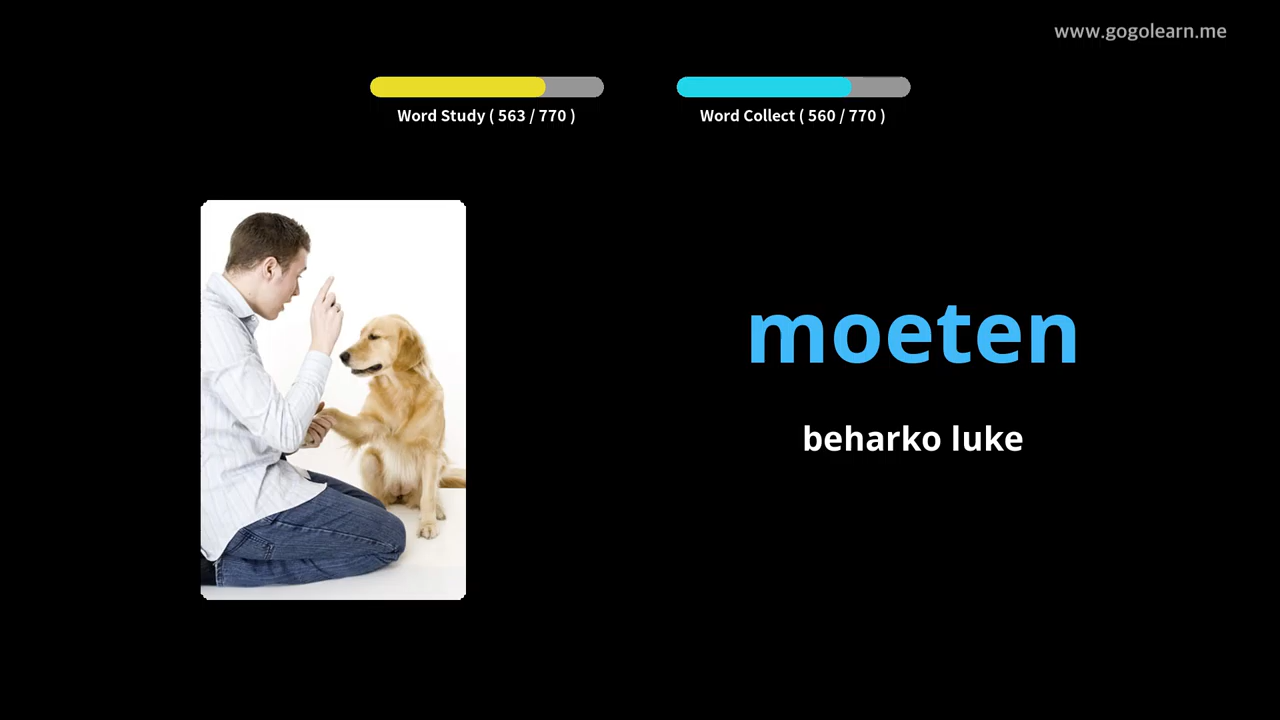 www.gogolearn.me
Word Study ( 563 / 770 )
Word Collect ( 560 / 770 )
moeten
beharko luke